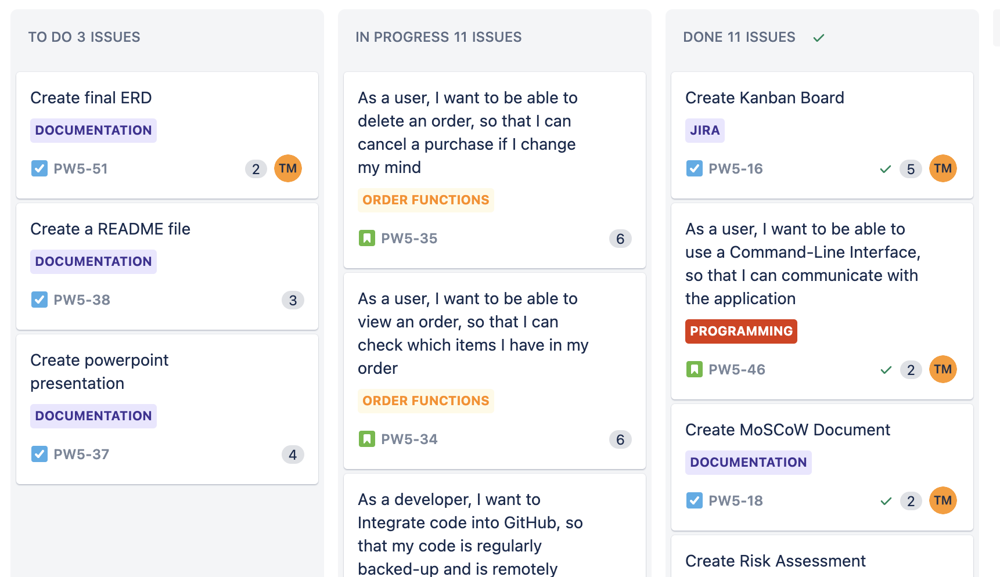 TO DO 3 ISSUES
Create final ERD
DOCUMENTATION
PW5-51
2
TM
Create a README file
DOCUMENTATION
PW5-38
3
Create powerpoint
presentation
DOCUMENTATION
PW5-37
4
IN PROGRESS 11 ISSUES
As a user, I want to be able to
delete an order, so that I can
cancel a purchase if I change
my mind
ORDER FUNCTIONS
PW5-35
6
As a user, I want to be able to
view an order, so that I can
check which items I have in my
order
ORDER FUNCTIONS
PW5-34
6
As a developer, I want to
Integrate code into GitHub, so
that my code is regularly
backed-up and is remotely
DONE 11 ISSUES
Create Kanban Board
JIRA
PW5-16
5
TM
As a user, I want to be able to
use a Command-Line Interface,
so that I can communicate with
the application
PROGRAMMING
PW5-46
2
TM
Create MoSCoW Document
DOCUMENTATION
PW5-18
2
TM
Create Risk Assessment